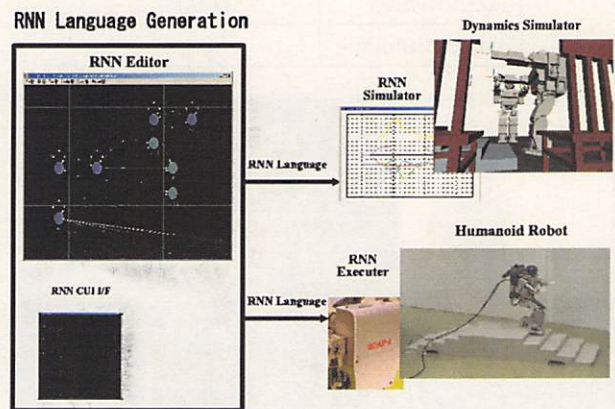 RNN Language Generation
RNN Editor
RNN CUI I/F
RNN Language
RNN Language
RNN
Simulator
Dynamics Simulator
RNN
Executer
Humanoid Robot